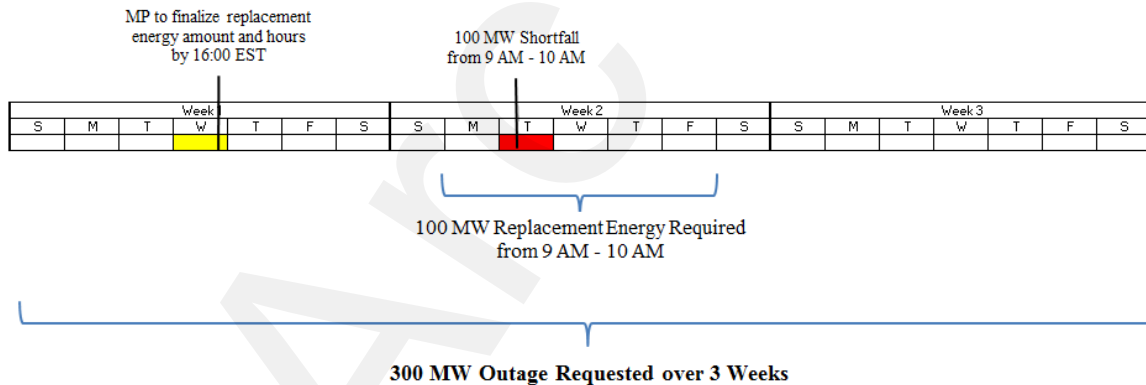 MP to finalize replacement
energy amount and hours
by 16:00 EST
100 MW Shortfall
from 9 AM - 10 AM
Week 1 Week 2 Week 3
S M T W T F S S M T W T F S S M T W T F S
100 MW Replacement Energy Required
from 9 AM - 10 AM
300 MW Outage Requested over 3 Weeks